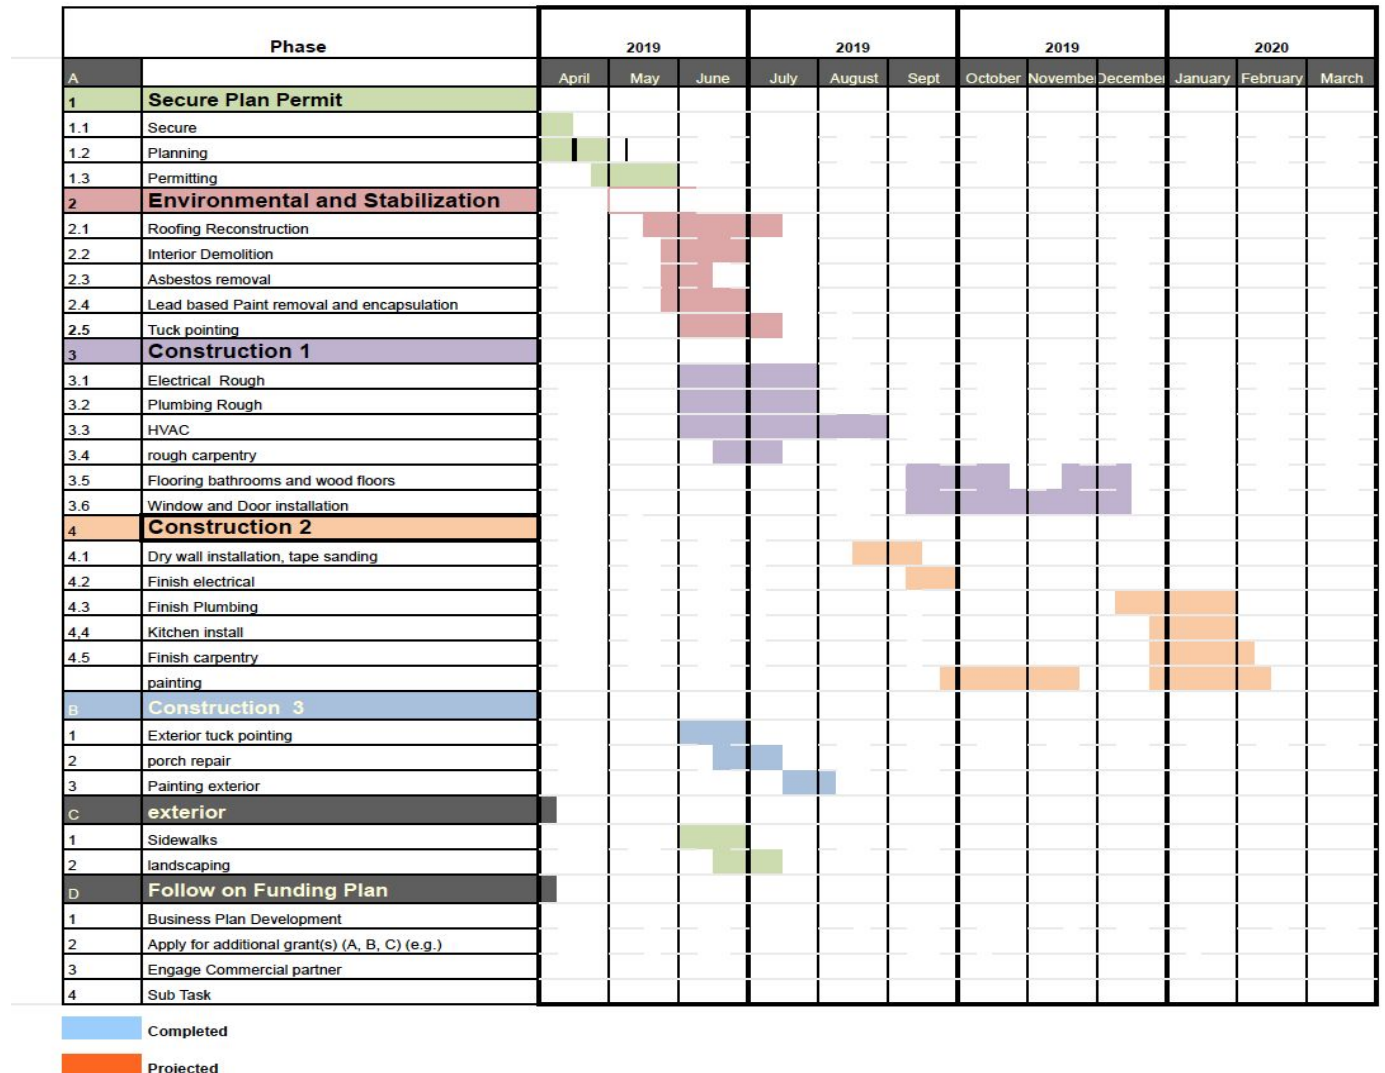 Phase 2019 2019 2019 2020
A April May June July August Sept October Novembe December January February March
1 Secure Plan Permit
1.1 Secure
1.2 Planning
1.3 Permitting
2 Environmental and Stabilization
2.1 Roofing Reconstruction
2.2 Interior Demolition
2.3 Asbestos removal
2.4 Lead based Paint removal and encapsulation
2.5 Tuck pointing
3 Construction 1
3.1 Electrical Rough
3.2 Plumbing Rough
3.3 HVAC
3.4 rough carpentry
3.5 Flooring bathrooms and wood floors
3.6 Window and Door installation
4 Construction 2
4.1 Dry wall installation, tape sanding
4.2 Finish electrical
4.3 Finish Plumbing
4,4 Kitchen install
4.5 Finish carpentry
painting
B Construction 3
1 Exterior tuck pointing
2 porch repair
3 Painting exterior
C exterior
1 Sidewalks
2 landscaping
D Follow on Funding Plan
1 Business Plan Development
2 Apply for additional grant(s) (A, B, C) (e.g.)
3 Engage Commercial partner
4 Sub Task
Completed
Projected